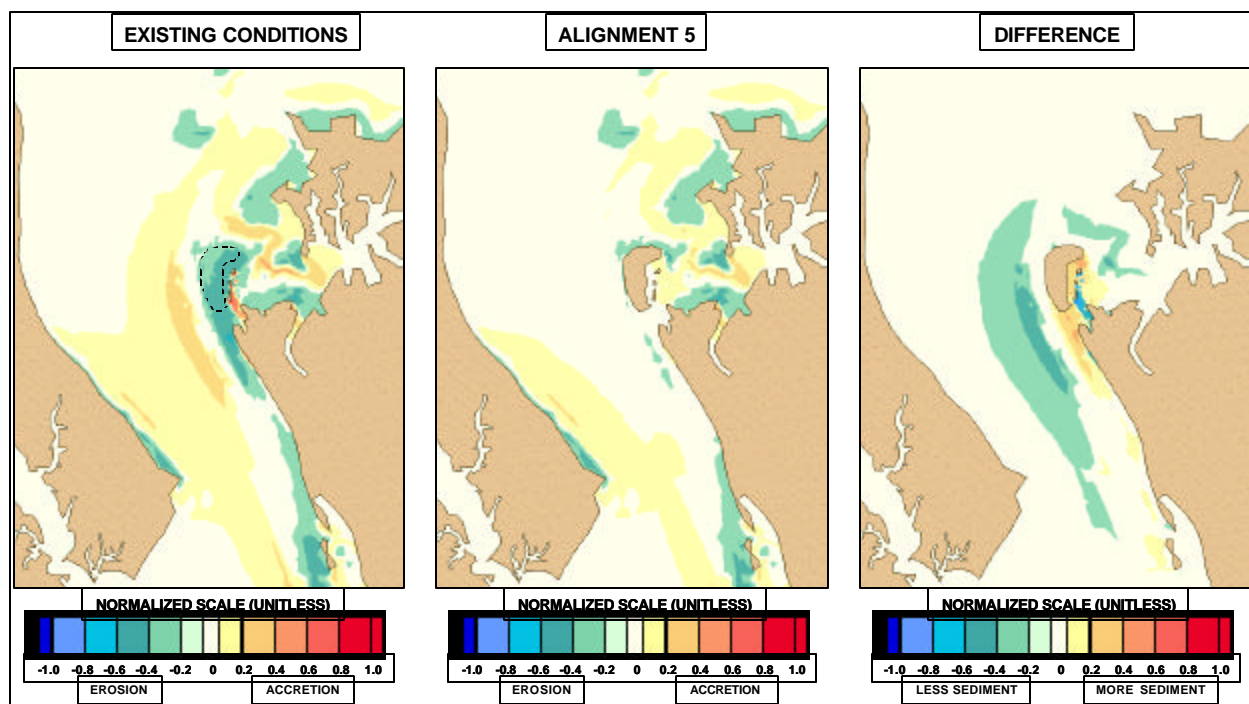 EXISTING CONDITIONS
ALIGNMENT 5
DIFFERENCE
NORMALIZED SCALE (UNITLESS)
-1.0 -0.8 -0.6 -0.4 -0.2 0 0.2 0.4 0.6 0.8 1.0
EROSION ACCRETION
NORMALIZED SCALE (UNITLESS)
-1.0 -0.8 -0.6 -0.4 -0.2 0 0.2 0.4 0.6 0.8 1.0
EROSION ACCRETION
NORMALIZED SCALE (UNITLESS)
-1.0 -0.8 -0.6 -0.4 -0.2 0 0.2 0.4 0.6 0.8 1.0
LESS SEDIMENT MORE SEDIMENT